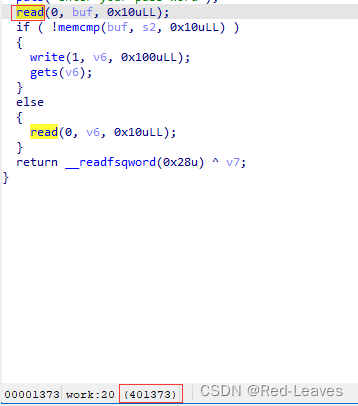 read(0, buf, 0x10uLL);
if ( !memcmp(buf, s2, 0x10uLL) )
{
write(1, v6, 0x100uLL);
gets(v6);
}
else
{
read(0, v6, 0x10uLL);
}
return __readfsqword(0x28u) ^ v7;
}
00001373 work:20 (401373) CSDN @Red-Leaves